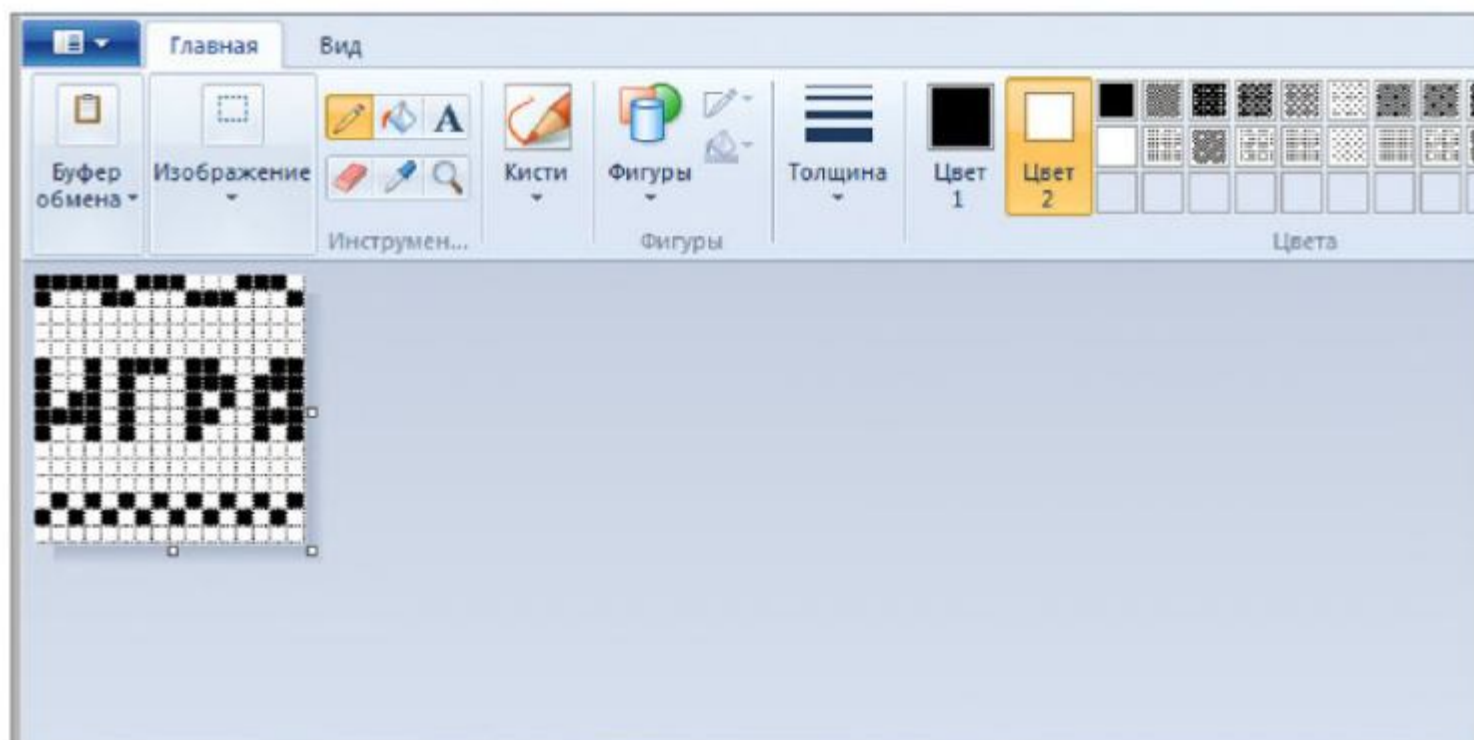 Главная Вид
A
Буфер обмена
Изображение
Кисти
Фигуры
Толщина
Цвет 1
Цвет 2
Инструмен...
Фигуры
Цвета
ИГРА